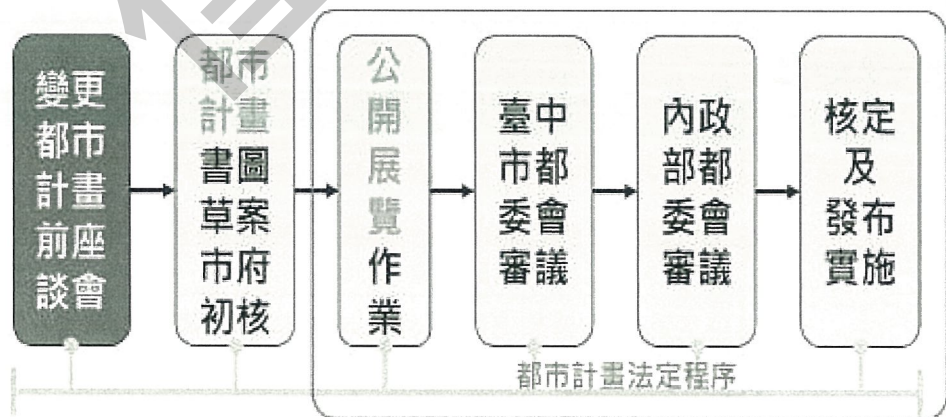 變更
都市
計畫
前座
談會
都市
計畫
書圖
草案
市府
初核
公
開
展
覽
作
業
臺中
市都
委會
審議
內政
部都
委會
審議
核定
及
發布
實施
都市計畫法定程序